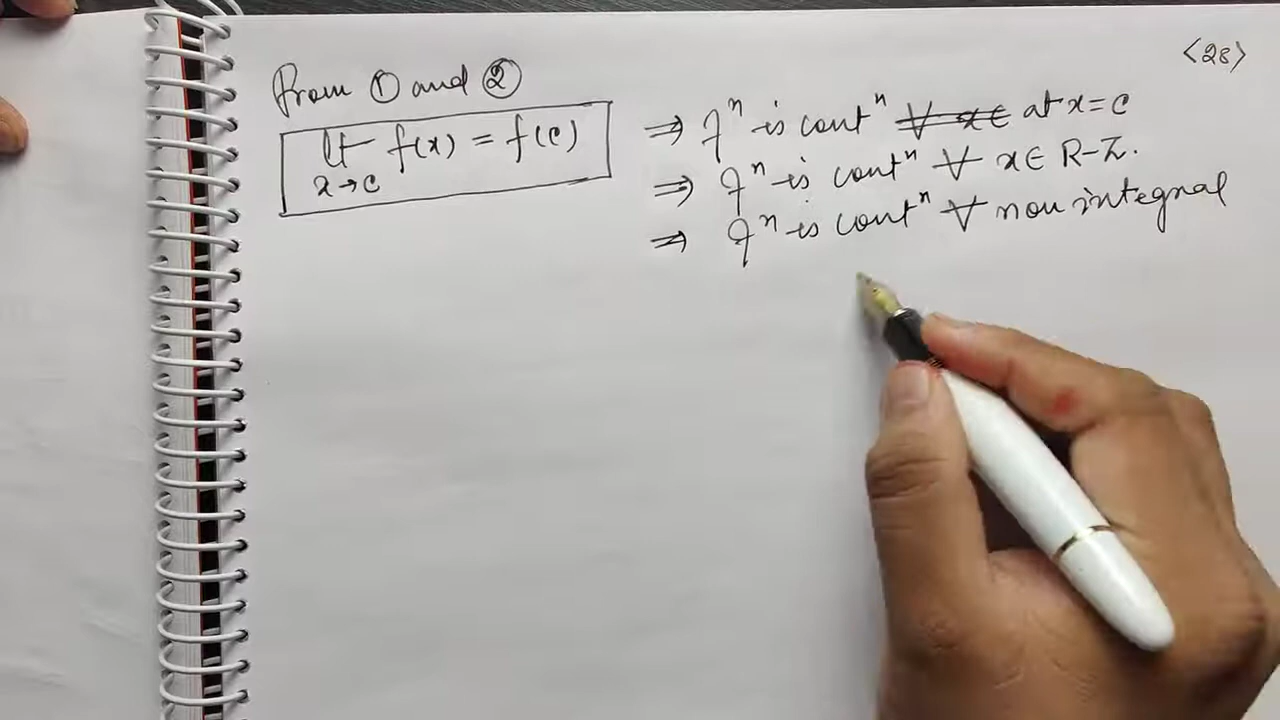 <28>
From ① and ②
lt f(x) = f(c)
x→c
⇒ fⁿ is contⁿ ~~∀ x∈~~ at x=c
⇒ fⁿ is contⁿ ∀ x∈ R-Z.
⇒ fⁿ is contⁿ ∀ non integral